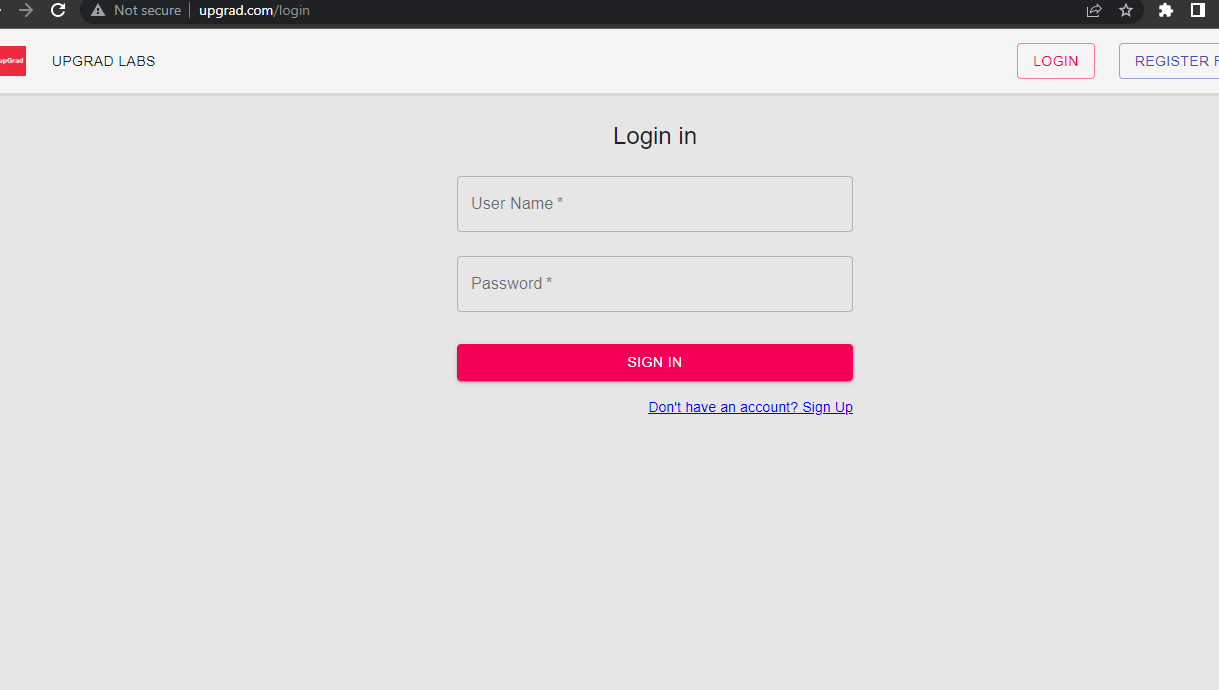 Not secure | upgrad.com/login
upGrad
UPGRAD LABS
LOGIN
REGISTER F
Login in
User Name *
Password *
SIGN IN
Don't have an account? Sign Up